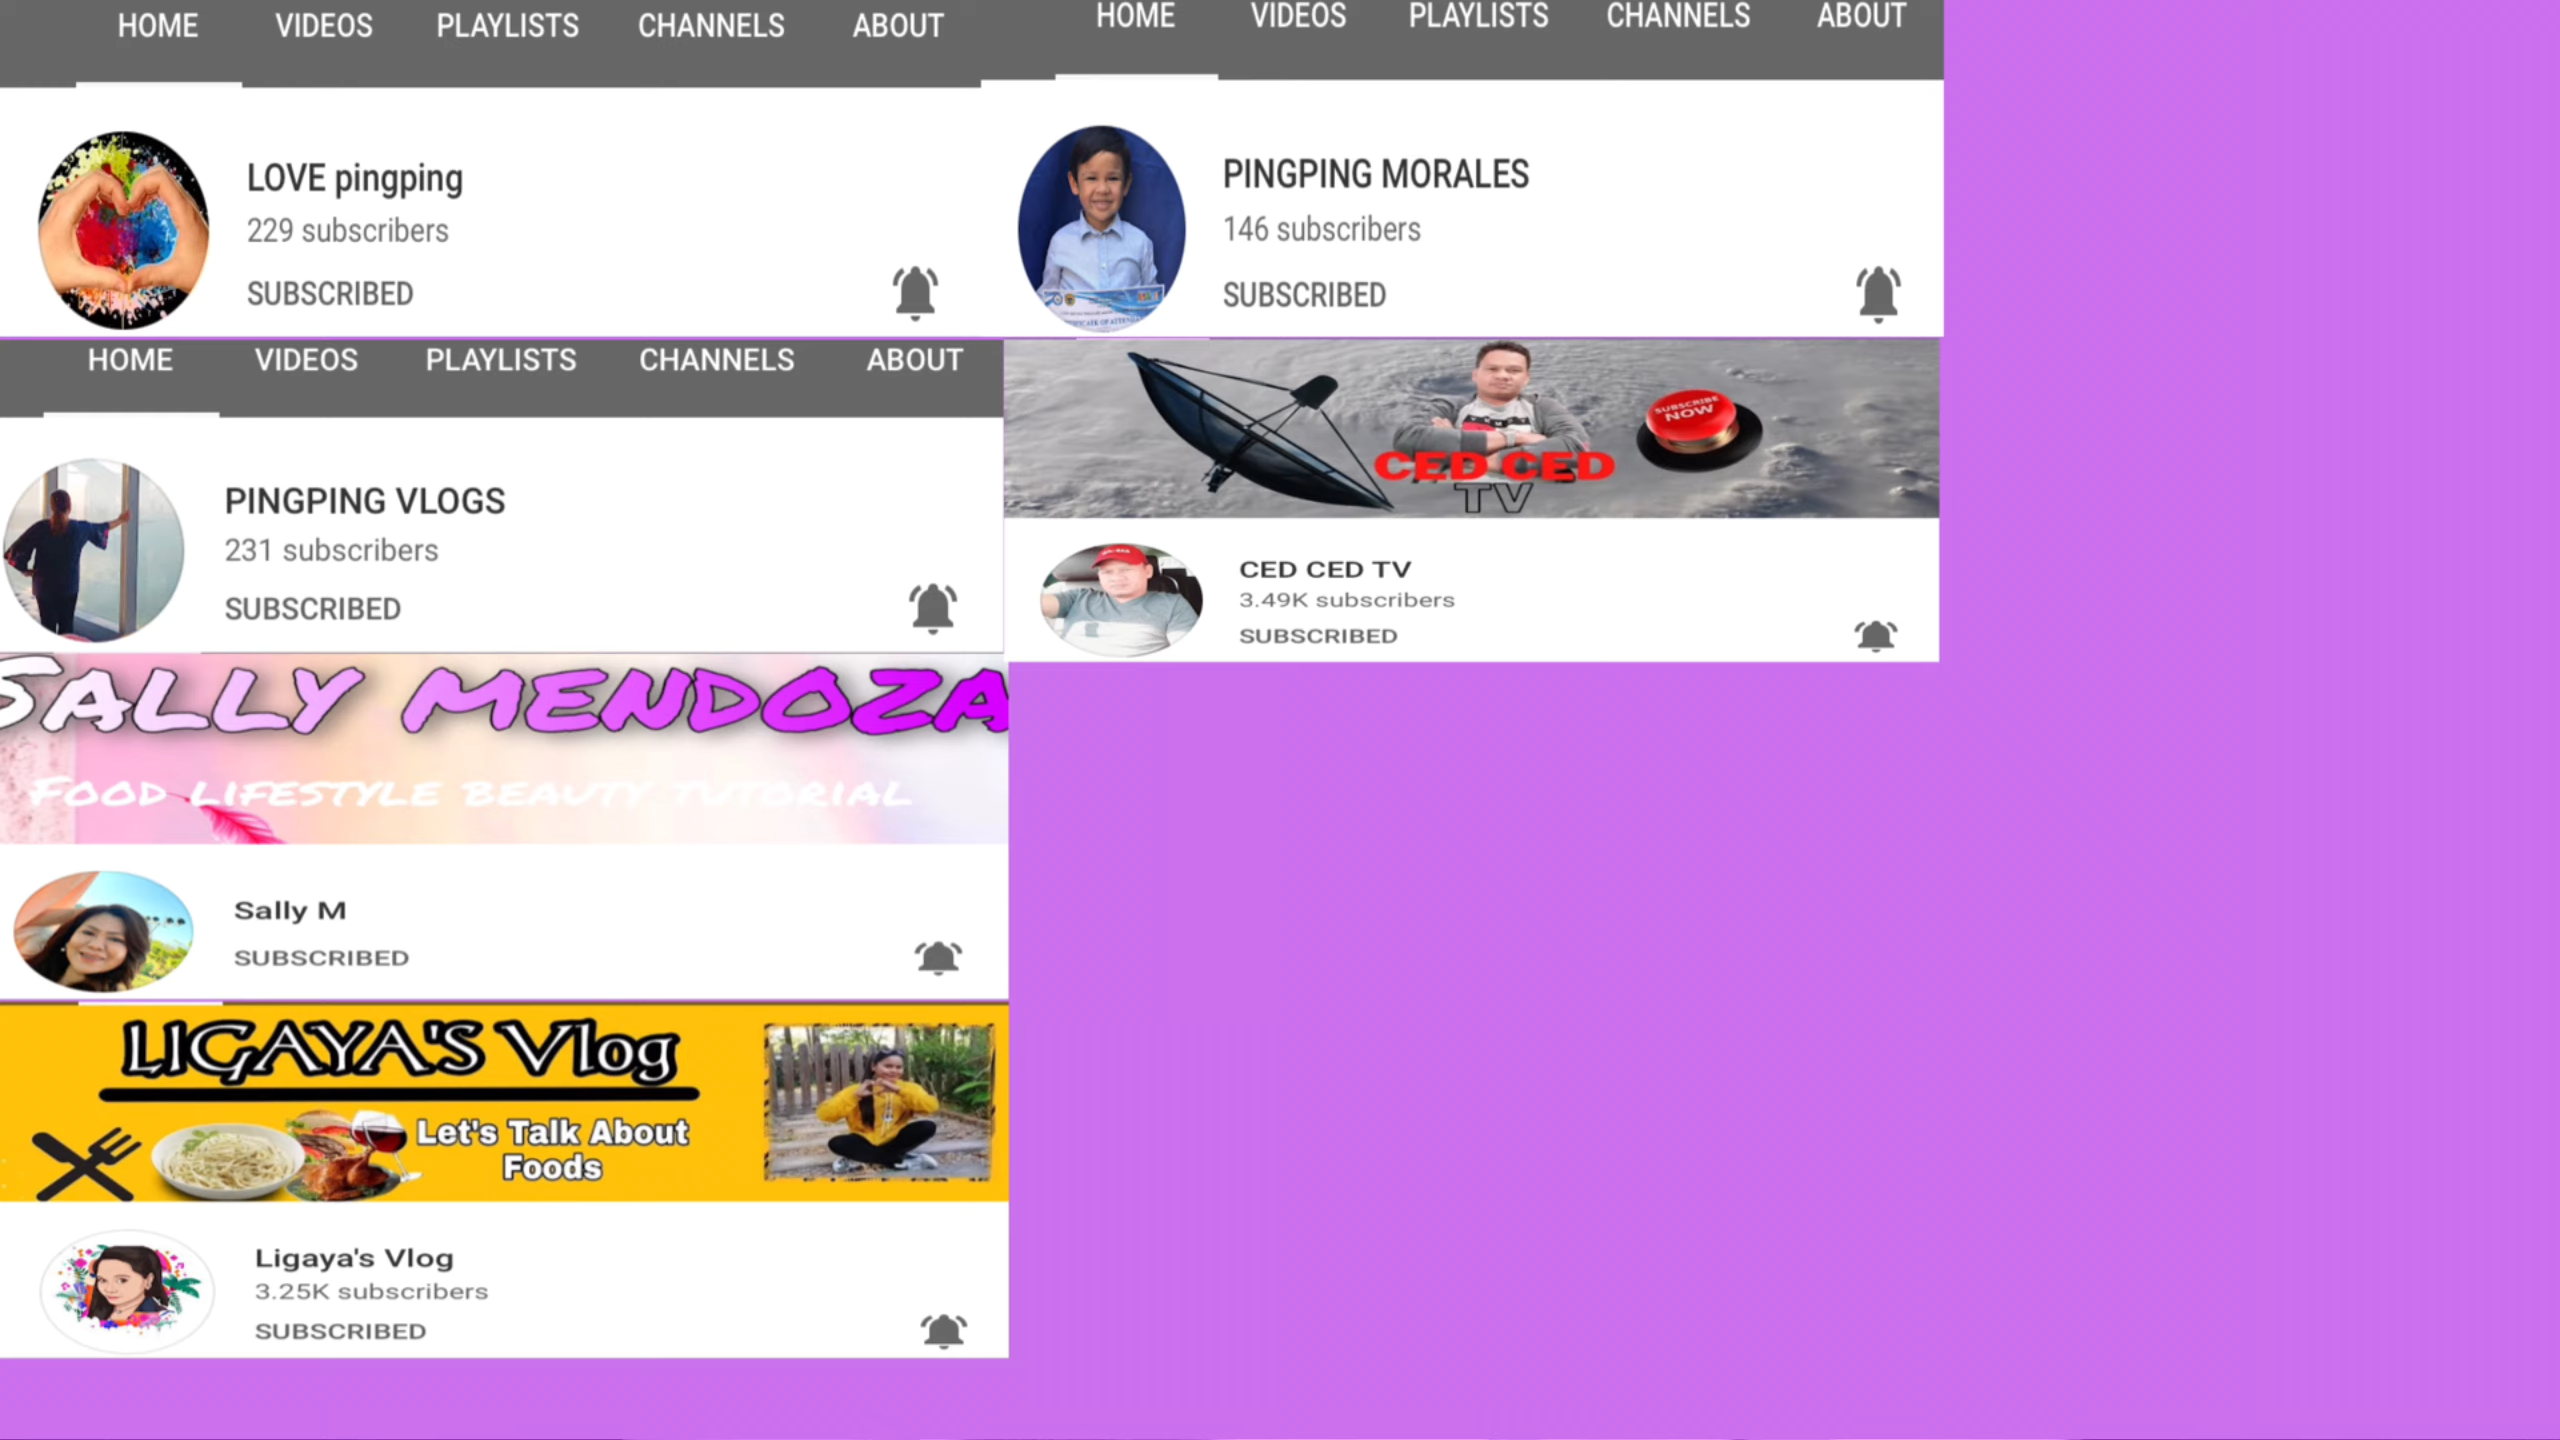 HOME VIDEOS PLAYLISTS CHANNELS ABOUT
LOVE pingping
229 subscribers
SUBSCRIBED
HOME VIDEOS PLAYLISTS CHANNELS ABOUT
PINGPING MORALES
146 subscribers
SUBSCRIBED
HOME VIDEOS PLAYLISTS CHANNELS ABOUT
PINGPING VLOGS
231 subscribers
SUBSCRIBED
SUBSCRIBE
NOW
CED CED
TV
CED CED TV
3.49K subscribers
SUBSCRIBED
SALLY MENDOZA
FOOD LIFESTYLE BEAUTY TUTORIAL
Sally M
SUBSCRIBED
LIGAYA'S Vlog
Let's Talk About
Foods
Ligaya's Vlog
3.25K subscribers
SUBSCRIBED